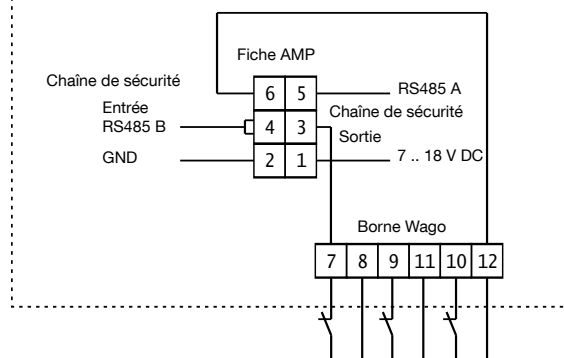 Fiche AMP
Chaîne de sécurité
Entrée
6 5
RS485 A
Chaîne de sécurité
Sortie
RS485 B
4 3
GND
2 1
7 .. 18 V DC
Borne Wago
7 8 9 11 10 12